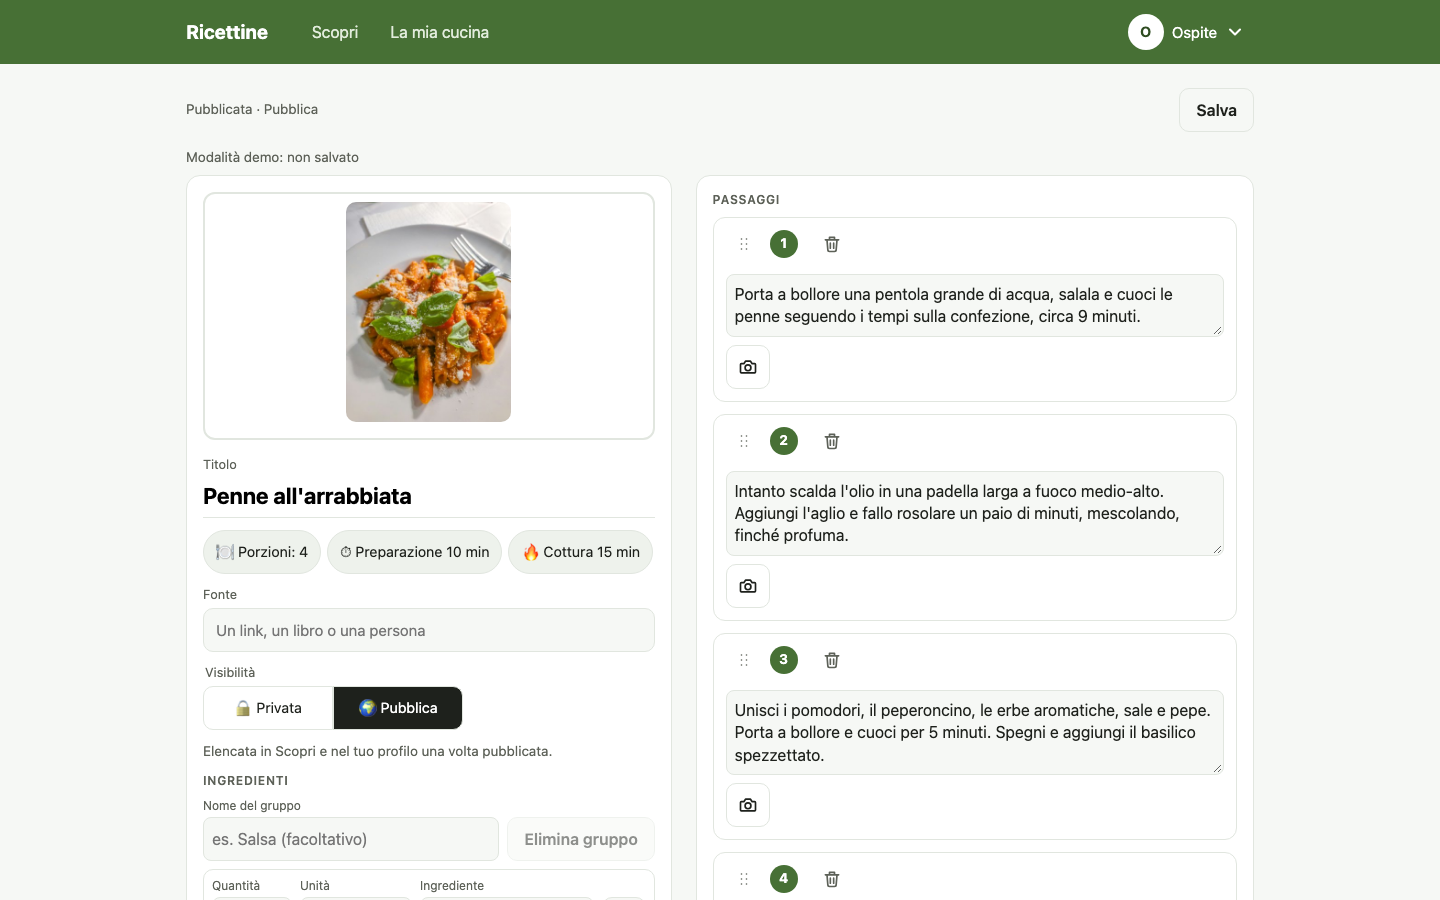 Ricettine
Scopri
La mia cucina
O
Ospite
Pubblicata · Pubblica
Salva
Modalità demo: non salvato
Titolo
Penne all'arrabbiata
Porzioni: 4
Preparazione 10 min
Cottura 15 min
Fonte
Un link, un libro o una persona
Visibilità
Privata
Pubblica
Elencata in Scopri e nel tuo profilo una volta pubblicata.
INGREDIENTI
Nome del gruppo
es. Salsa (facoltativo)
Elimina gruppo
Quantità
Unità
Ingrediente
PASSAGGI
1
Porta a bollore una pentola grande di acqua, salala e cuoci le
penne seguendo i tempi sulla confezione, circa 9 minuti.
2
Intanto scalda l'olio in una padella larga a fuoco medio-alto.
Aggiungi l'aglio e fallo rosolare un paio di minuti, mescolando,
finché profuma.
3
Unisci i pomodori, il peperoncino, le erbe aromatiche, sale e pepe.
Porta a bollore e cuoci per 5 minuti. Spegni e aggiungi il basilico
spezzettato.
4